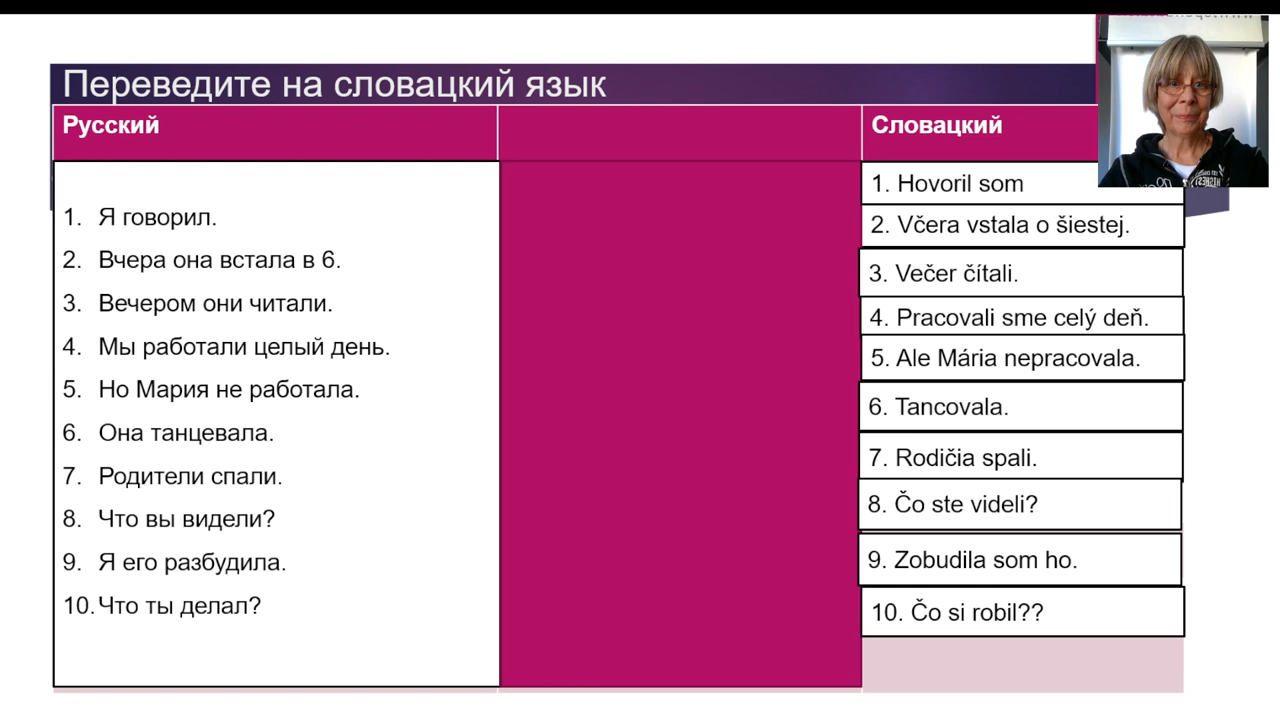 Переведите на словацкий язык
Русский
Словацкий
1. Я говорил.
2. Вчера она встала в 6.
3. Вечером они читали.
4. Мы работали целый день.
5. Но Мария не работала.
6. Она танцевала.
7. Родители спали.
8. Что вы видели?
9. Я его разбудила.
10. Что ты делал?
1. Hovoril som
2. Včera vstala o šiestej.
3. Večer čítali.
4. Pracovali sme celý deň.
5. Ale Mária nepracovala.
6. Tancovala.
7. Rodičia spali.
8. Čo ste videli?
9. Zobudila som ho.
10. Čo si robil??